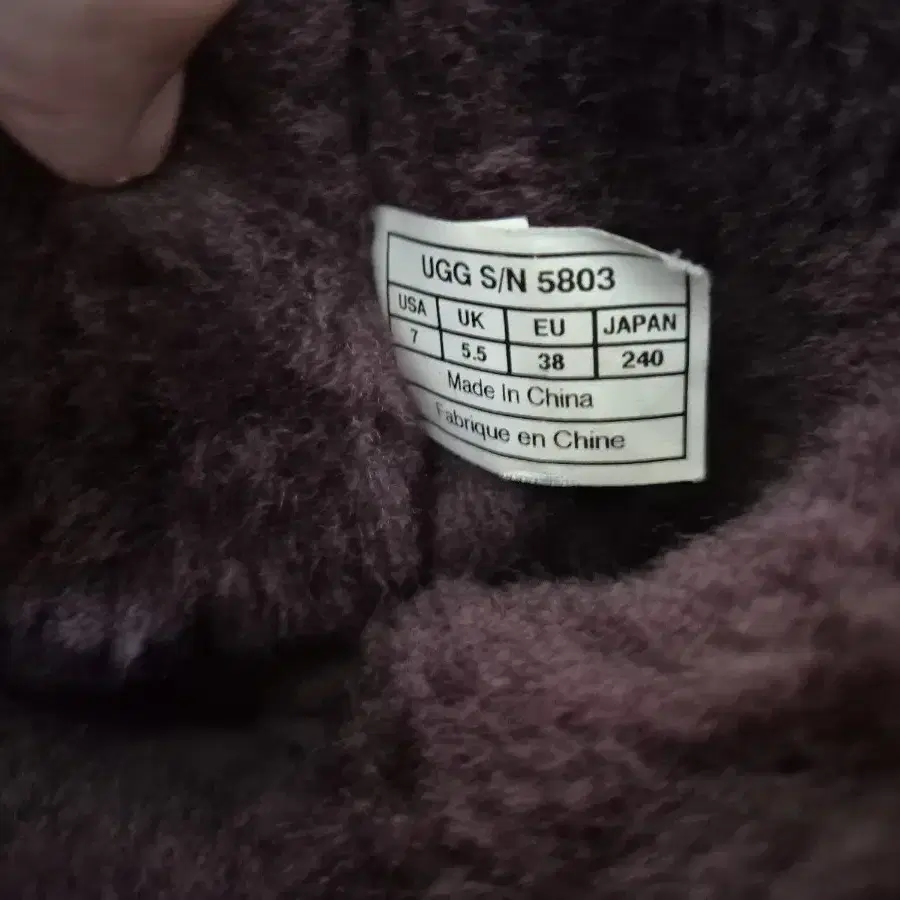 UGG S/N 5803
USA UK EU JAPAN
7 5.5 38 240
Made In China
Fabrique en Chine